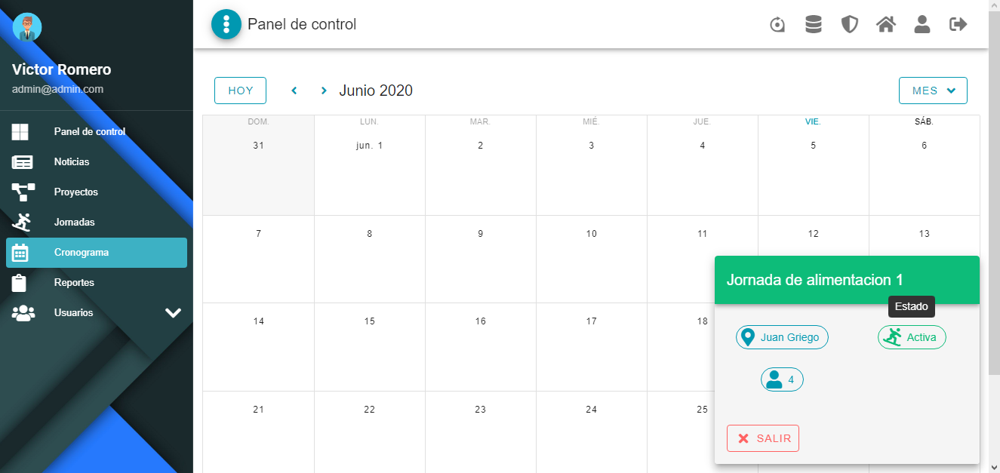 Victor Romero
admin@admin.com
Panel de control
Noticias
Proyectos
Jornadas
Cronograma
Reportes
Usuarios
Panel de control
HOY
Junio 2020
MES
DOM. LUN. MAR. MIÉ. JUE. VIE. SÁB.
31 jun. 1 2 3 4 5 6
7 8 9 10 11 12 13
14 15 16 17 18
21 22 23 24 25
Jornada de alimentacion 1
Estado
Juan Griego Activa
4
SALIR